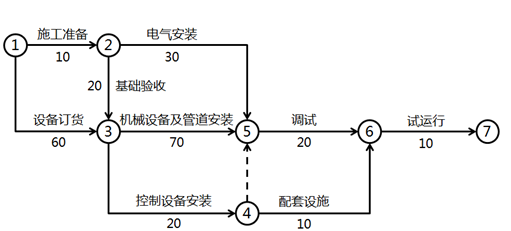 施工准备
电气安装
1
2
10
30
20
基础验收
设备订货
机械设备及管道安装
调试
试运行
3
5
6
7
60
70
20
10
控制设备安装
配套设施
4
20
10